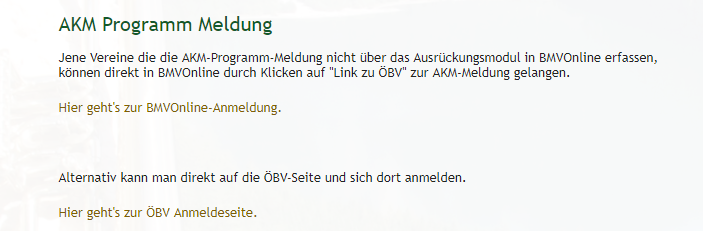 AKM Programm Meldung
Jene Vereine die die AKM-Programm-Meldung nicht über das Ausrückungsmodul in BMVOnline erfassen,
können direkt in BMVOnline durch Klicken auf "Link zu ÖBV" zur AKM-Meldung gelangen.
Hier geht's zur BMVOnline-Anmeldung.
Alternativ kann man direkt auf die ÖBV-Seite und sich dort anmelden.
Hier geht's zur ÖBV Anmeldeseite.